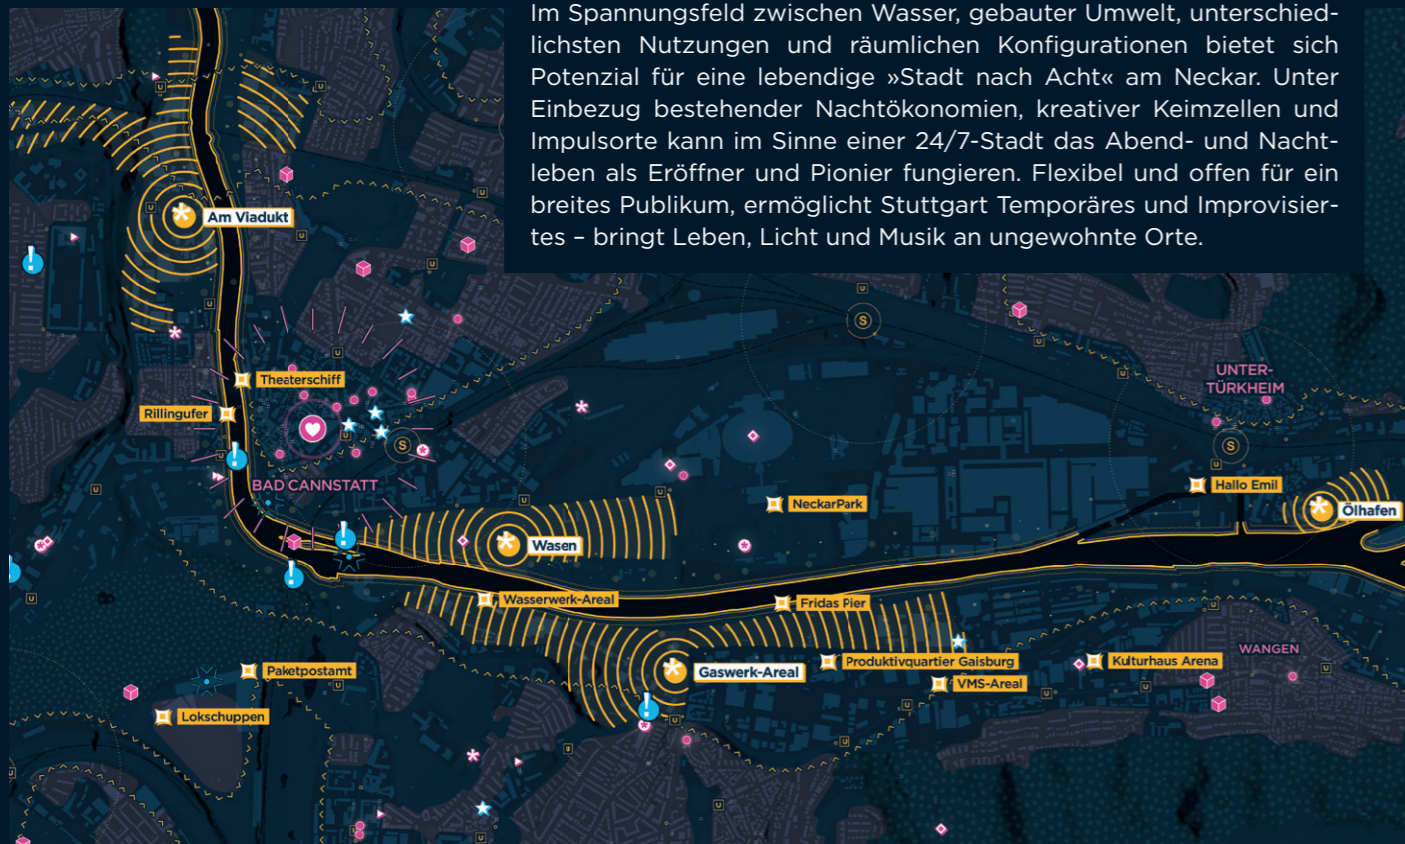 Im Spannungsfeld zwischen Wasser, gebauter Umwelt, unterschied-
lichsten Nutzungen und räumlichen Konfigurationen bietet sich
Potenzial für eine lebendige »Stadt nach Acht« am Neckar. Unter
Einbezug bestehender Nachtökonomien, kreativer Keimzellen und
Impulsorte kann im Sinne einer 24/7-Stadt das Abend- und Nacht-
leben als Eröffner und Pionier fungieren. Flexibel und offen für ein
breites Publikum, ermöglicht Stuttgart Temporäres und Improvisier-
tes – bringt Leben, Licht und Musik an ungewohnte Orte.
Am Viadukt
Theaterschiff
Rillingufer
BAD CANNSTATT
UNTER-
TÜRKHEIM
Hallo Emil
Ölhafen
NeckarPark
Wasen
Wasserwerk-Areal
Fridas Pier
Gaswerk-Areal
Produktivquartier Gaisburg
VMS-Areal
Kulturhaus Arena
WANGEN
Paketpostamt
Lokschuppen
S
S
S